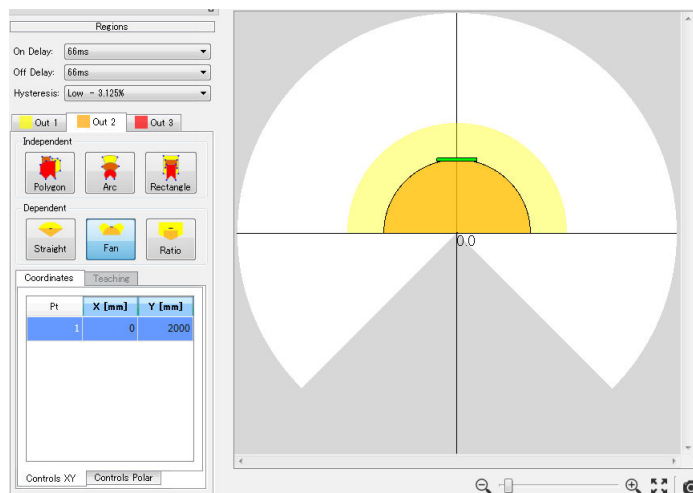 Regions
On Delay: 66ms
Off Delay: 66ms
Hysteresis: Low - 3.125%
Out 1 Out 2 Out 3
Independent
Polygon Arc Rectangle
Dependent
Straight Fan Ratio
Coordinates Teaching
Pt X [mm] Y [mm]
1 0 2000
Controls XY Controls Polar
0.0